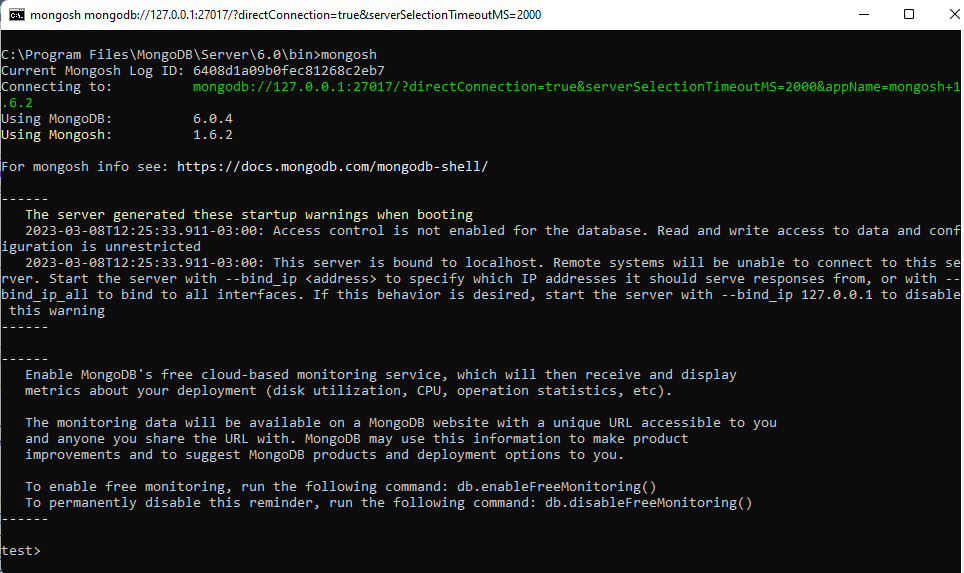 mongosh mongodb://127.0.0.1:27017/?directConnection=true&serverSelectionTimeoutMS=2000
C:\Program Files\MongoDB\Server\6.0\bin>mongosh
Current Mongosh Log ID: 6408d1a09b0fec81268c2eb7
Connecting to:          mongodb://127.0.0.1:27017/?directConnection=true&serverSelectionTimeoutMS=2000&appName=mongosh+1
.6.2
Using MongoDB:          6.0.4
Using Mongosh:          1.6.2
For mongosh info see: https://docs.mongodb.com/mongodb-shell/
------
   The server generated these startup warnings when booting
   2023-03-08T12:25:33.911-03:00: Access control is not enabled for the database. Read and write access to data and conf
iguration is unrestricted
   2023-03-08T12:25:33.911-03:00: This server is bound to localhost. Remote systems will be unable to connect to this se
rver. Start the server with --bind_ip <address> to specify which IP addresses it should serve responses from, or with --
bind_ip_all to bind to all interfaces. If this behavior is desired, start the server with --bind_ip 127.0.0.1 to disable
 this warning
------
------
   Enable MongoDB's free cloud-based monitoring service, which will then receive and display
   metrics about your deployment (disk utilization, CPU, operation statistics, etc).
   The monitoring data will be available on a MongoDB website with a unique URL accessible to you
   and anyone you share the URL with. MongoDB may use this information to make product
   improvements and to suggest MongoDB products and deployment options to you.
   To enable free monitoring, run the following command: db.enableFreeMonitoring()
   To permanently disable this reminder, run the following command: db.disableFreeMonitoring()
------
test>